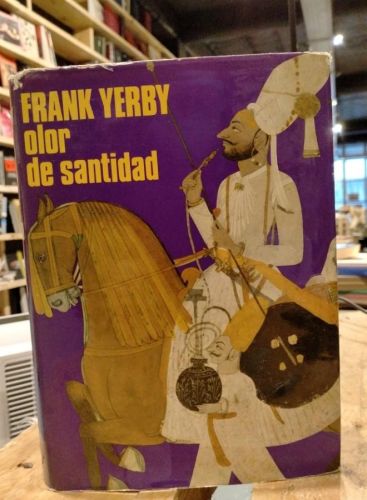 FRANK YERBY
olor
de santidad